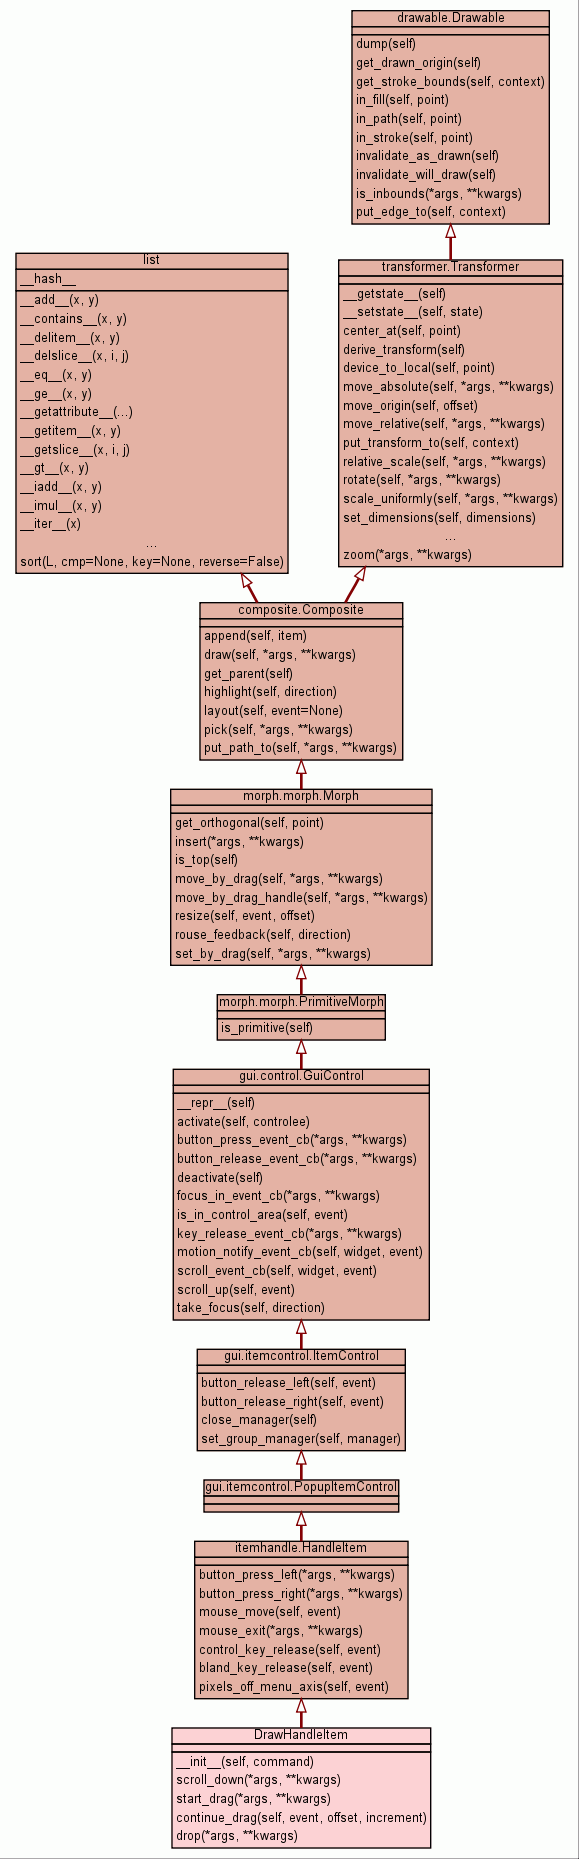 drawable.Drawable
dump(self)
get_drawn_origin(self)
get_stroke_bounds(self, context)
in_fill(self, point)
in_path(self, point)
in_stroke(self, point)
invalidate_as_drawn(self)
invalidate_will_draw(self)
is_inbounds(*args, **kwargs)
put_edge_to(self, context)
list
__hash__
__add__(x, y)
__contains__(x, y)
__delitem__(x, y)
__delslice__(x, i, j)
__eq__(x, y)
__ge__(x, y)
__getattribute__(...)
__getitem__(x, y)
__getslice__(x, i, j)
__gt__(x, y)
__iadd__(x, y)
__imul__(x, y)
__iter__(x)
...
sort(L, cmp=None, key=None, reverse=False)
transformer.Transformer
__getstate__(self)
__setstate__(self, state)
center_at(self, point)
derive_transform(self)
device_to_local(self, point)
move_absolute(self, *args, **kwargs)
move_origin(self, offset)
move_relative(self, *args, **kwargs)
put_transform_to(self, context)
relative_scale(self, *args, **kwargs)
rotate(self, *args, **kwargs)
scale_uniformly(self, *args, **kwargs)
set_dimensions(self, dimensions)
...
zoom(*args, **kwargs)
composite.Composite
append(self, item)
draw(self, *args, **kwargs)
get_parent(self)
highlight(self, direction)
layout(self, event=None)
pick(self, *args, **kwargs)
put_path_to(self, *args, **kwargs)
morph.morph.Morph
get_orthogonal(self, point)
insert(*args, **kwargs)
is_top(self)
move_by_drag(self, *args, **kwargs)
move_by_drag_handle(self, *args, **kwargs)
resize(self, event, offset)
rouse_feedback(self, direction)
set_by_drag(self, *args, **kwargs)
morph.morph.PrimitiveMorph
is_primitive(self)
gui.control.GuiControl
__repr__(self)
activate(self, controlee)
button_press_event_cb(*args, **kwargs)
button_release_event_cb(*args, **kwargs)
deactivate(self)
focus_in_event_cb(*args, **kwargs)
is_in_control_area(self, event)
key_release_event_cb(*args, **kwargs)
motion_notify_event_cb(self, widget, event)
scroll_event_cb(self, widget, event)
scroll_up(self, event)
take_focus(self, direction)
gui.itemcontrol.ItemControl
button_release_left(self, event)
button_release_right(self, event)
close_manager(self)
set_group_manager(self, manager)
gui.itemcontrol.PopupItemControl
itemhandle.HandleItem
button_press_left(*args, **kwargs)
button_press_right(*args, **kwargs)
mouse_move(self, event)
mouse_exit(*args, **kwargs)
control_key_release(self, event)
bland_key_release(self, event)
pixels_off_menu_axis(self, event)
DrawHandleItem
__init__(self, command)
scroll_down(*args, **kwargs)
start_drag(*args, **kwargs)
continue_drag(self, event, offset, increment)
drop(*args, **kwargs)